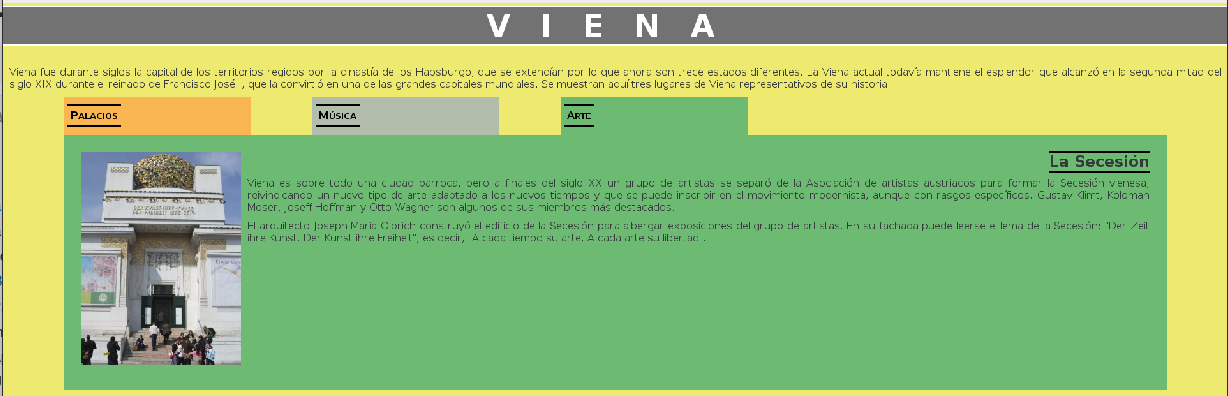 V I E N A
Viena fue durante siglos la capital de los territorios regidos por la dinastía de los Habsburgo, que se extendían por lo que ahora son trece estados diferentes. La Viena actual todavía mantiene el esplendor que alcanzó en la segunda mitad del
siglo XIX durante el reinado de Francisco José I, que la convirtió en una de las grandes capitales mundiales. Se muestran aquí tres lugares de Viena representativos de su historia
PALACIOS
MÚSICA
ARTE
La Secesión
Viena es sobre todo una ciudad barroca, pero a finales del siglo XX un grupo de artistas se separó de la Asociación de artistas austriacos para formar la Secesión vienesa,
reivindicando un nuevo tipo de arte adaptado a los nuevos tiempos y que se puede inscribir en el movimiento modernista, aunque con rasgos específicos. Gustav Klimt, Koloman
Moser, Joseff Hoffman y Otto Wagner son algunos de sus miembros más destacados.
El arquitecto Joseph Maria Olbrich construyó el edificio de la Secesión para albergar exposiciones del grupo de artistas. En su fachada puede leerse el lema de la Secesión: "Der Zeit
ihre Kunst. Der Kunst ihre Freiheit", es decir, "A cada tiempo su arte. A cada arte su libertad".